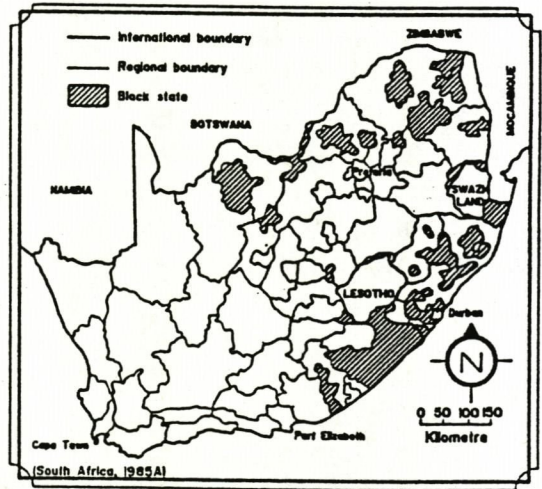 International boundary
Regional boundary
Black state
ZIMBABWE
MOCAMBIQUE
BOTSWANA
NAMIBIA
Pretoria
SWAZI
LAND
LESOTHO
Durban
N
0 50 100 150
Kilometre
Port Elizabeth
Cape Town
(South Africa, 1985A)